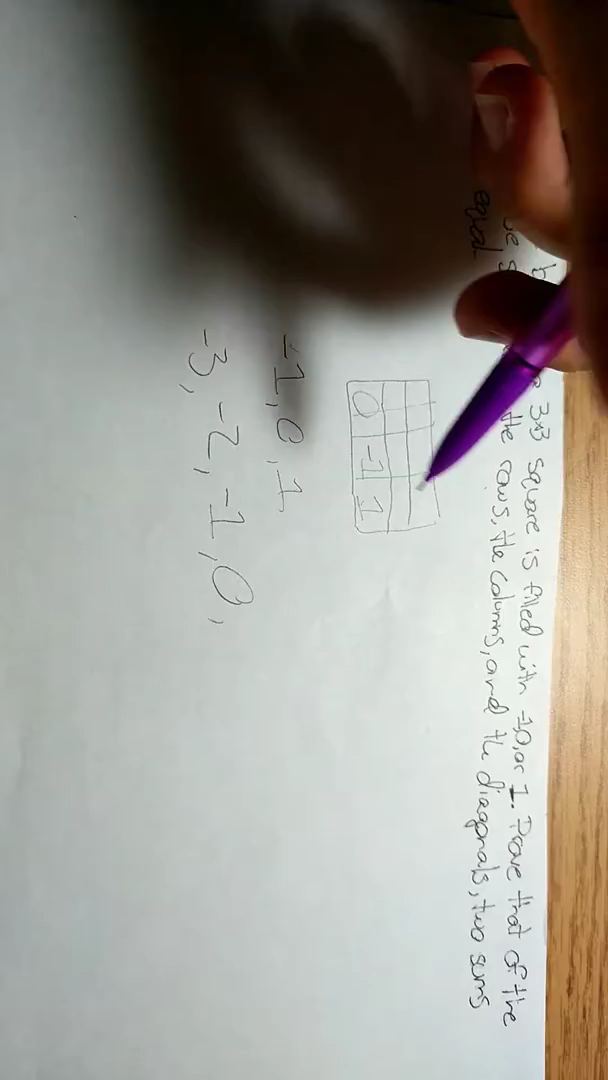 3x3 square is filled with -1,0,or 1. Prove that of the
the rows, the columns, and the diagonals, two sums
equal.
0 -1 1
-1, 0, 1
-3, -2, -1, 0,